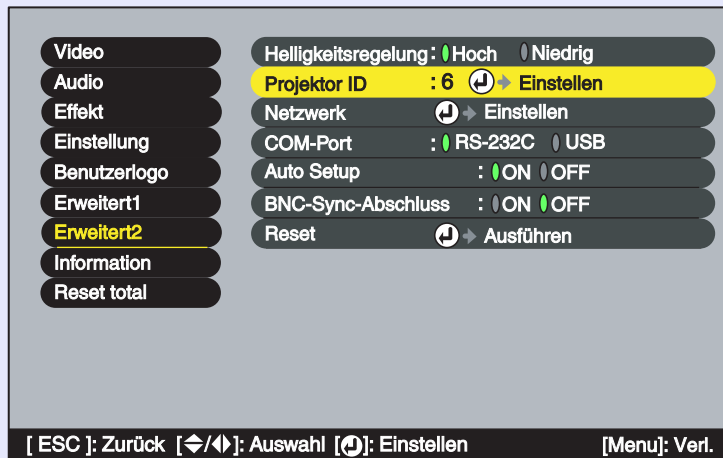 Video
Audio
Effekt
Einstellung
Benutzerlogo
Erweitert1
Erweitert2
Information
Reset total
Helligkeitsregelung: Hoch Niedrig
Projektor ID : 6 Einstellen
Netzwerk Einstellen
COM-Port : RS-232C USB
Auto Setup : ON OFF
BNC-Sync-Abschluss : ON OFF
Reset Ausführen
[ ESC ]: Zurück [ / ]: Auswahl [ ]: Einstellen [Menu]: Verl.